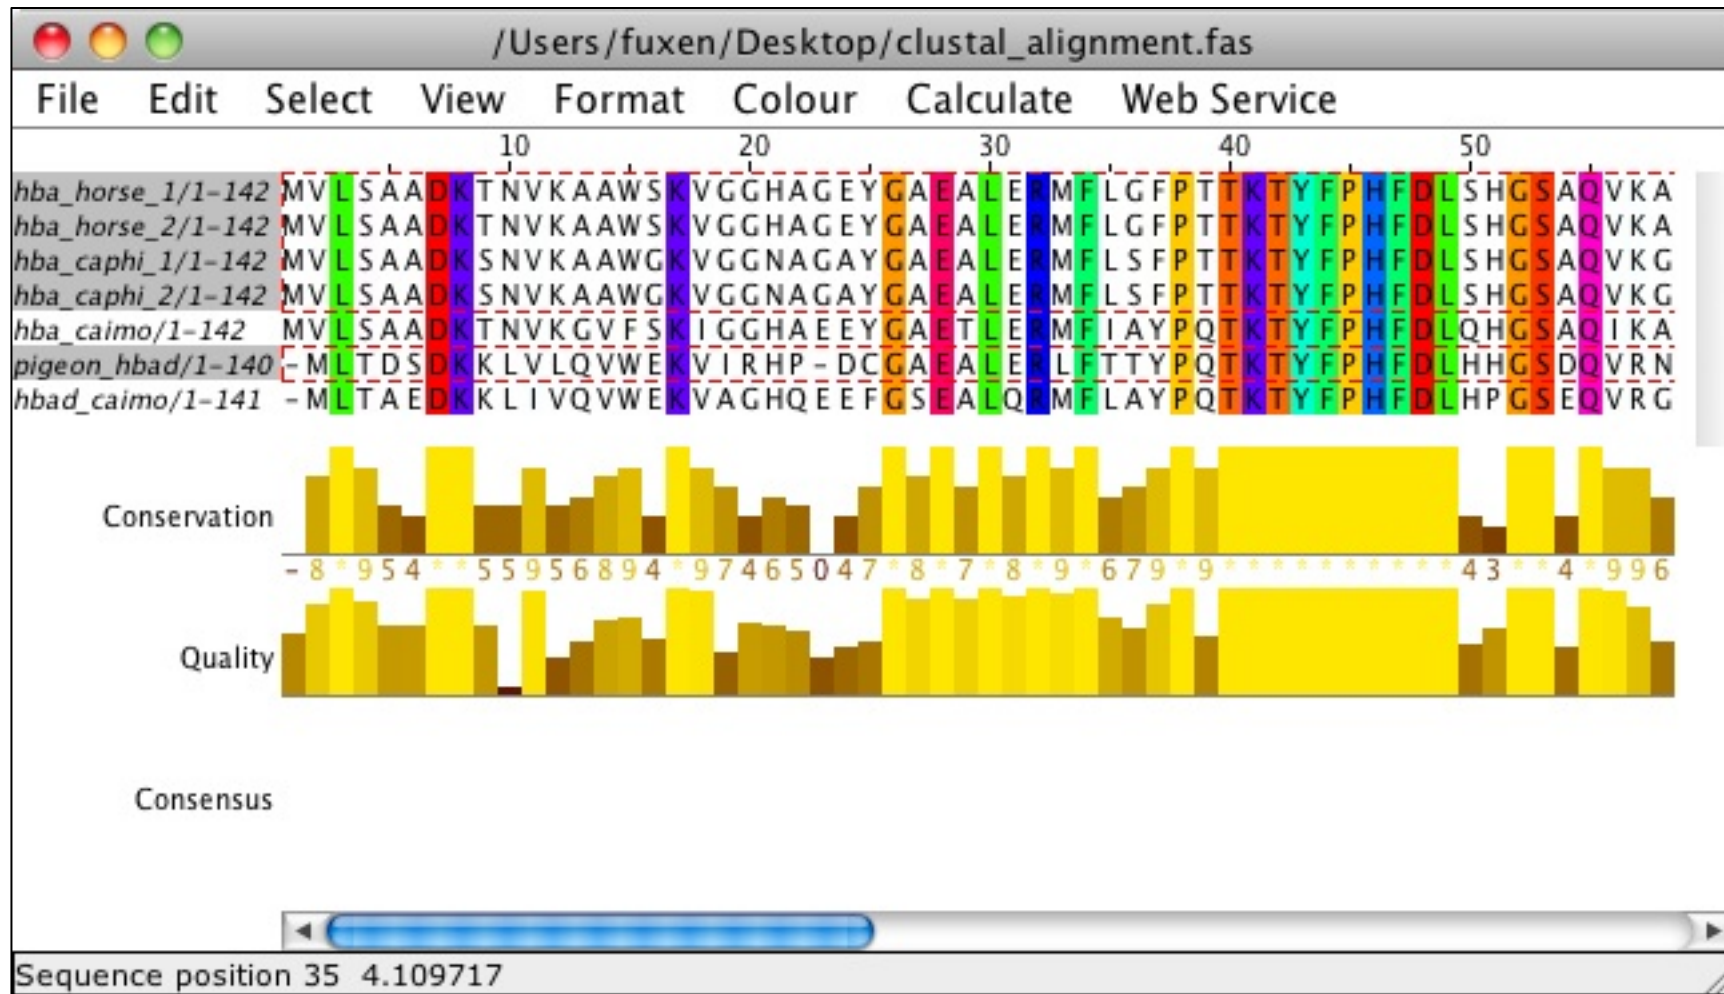 /Users/fuxen/Desktop/clustal_alignment.fas
File Edit Select View Format Colour Calculate Web Service
10 20 30 40 50
hba_horse_1/1-142 MVLSAADKTNVKAAWSKVGGHAGEYGAEALERMFLGFPTTKTYFPHFDLSHGSAQVKA
hba_horse_2/1-142 MVLSAADKTNVKAAWSKVGGHAGEYGAEALERMFLGFPTTKTYFPHFDLSHGSAQVKA
hba_caphi_1/1-142 MVLSAADKSNVKAAWGKVGGNAGAYGAEALERMFLSFPTTKTYFPHFDLSHGSAQVKG
hba_caphi_2/1-142 MVLSAADKSNVKAAWGKVGGNAGAYGAEALERMFLSFPTTKTYFPHFDLSHGSAQVKG
hba_caimo/1-142 MVLSAADKTNVKGVFSKIGGHAEEYGAETLERMFIAYPQTKTYFPHFDLQHGSAQIKA
pigeon_hbad/1-140 -MLTDSDKKLVLQVWEKVIRHP-DCGAEALERLFTTYPQTKTYFPHFDLHHGSDQVRN
hbad_caimo/1-141 -MLTAEDKKLIVQVWEKVAGHQEEFGSEALQRMFLAYPQTKTYFPHFDLHPGSEQVRG
Conservation
-8*954**55956894*97465047*8*7*8*9*679*9**********43**4*996
Quality
Consensus
Sequence position 35 4.109717